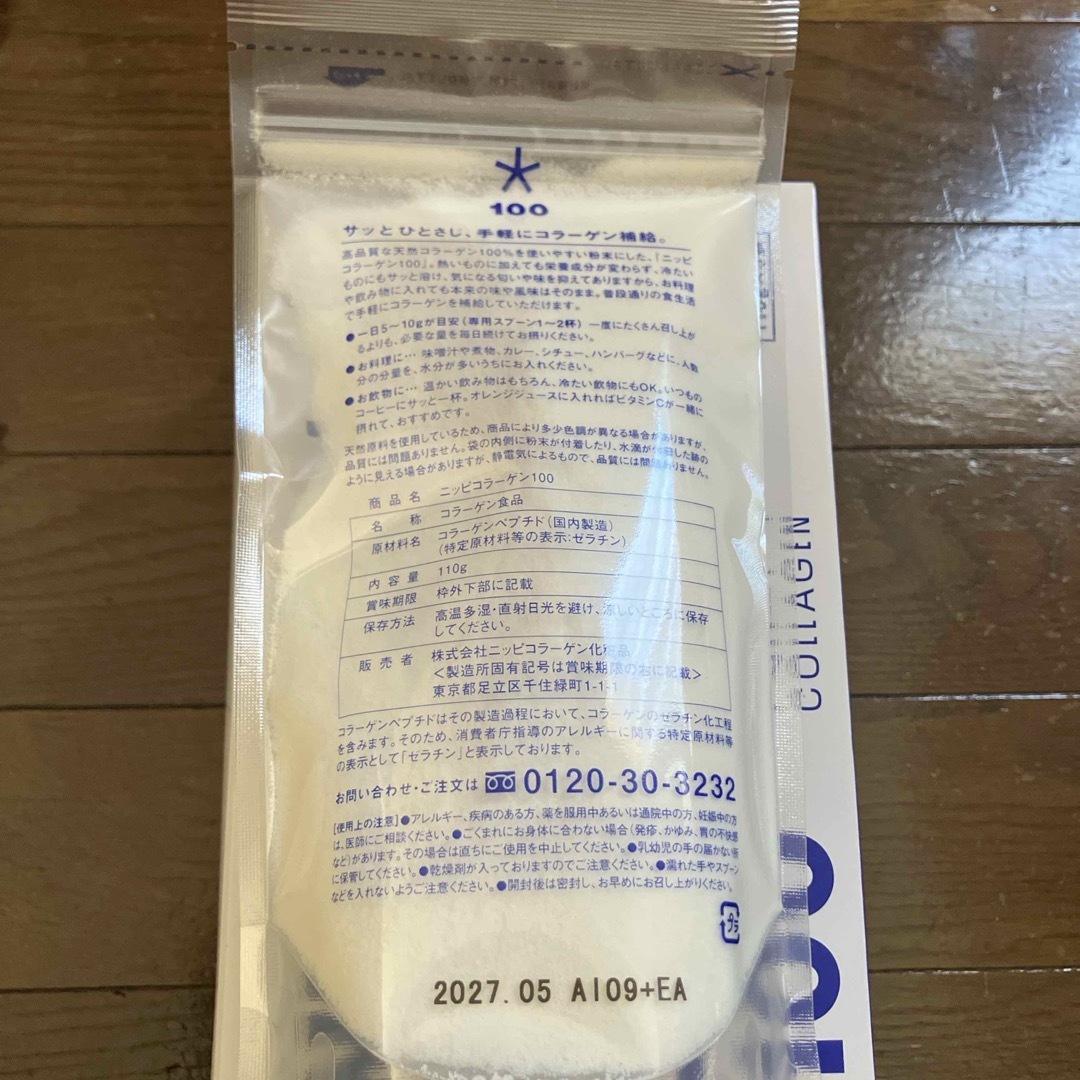 100
サッとひとさし、手軽にコラーゲン補給。
高品質な天然コラーゲン100%を使いやすい粉末にした、「ニッピ
コラーゲン100」。熱いものに加えても栄養成分が変わらず、冷たい
ものにもサッと溶け、気になる匂いや味を抑えてありますから、お料理
や飲み物に入れても本来の味や風味はそのまま。普段通りの食生活
で手軽にコラーゲンを補給していただけます。
●一日5〜10gが目安(専用スプーン1〜2杯) 一度にたくさん召し上が
るよりも、必要な量を毎日続けてお摂りください。
●お料理に… 味噌汁や煮物、カレー、シチュー、ハンバーグなどに。人数
分の分量を、水分が多いうちにお入れください。
●お飲物に… 温かい飲み物はもちろん、冷たい飲物にもOK。いつもの
コーヒーにサッと一杯。オレンジジュースに入れればビタミンCが一緒に
摂れて、おすすめです。
天然原料を使用しているため、商品により多少色調が異なる場合がありますが、
品質には問題ありません。袋の内側に粉末が付着したり、水滴が付着した跡の
ように見える場合がありますが、静電気によるもので、品質には問題ありません。
商品名 ニッピコラーゲン100
名称 コラーゲン食品
原材料名 コラーゲンペプチド(国内製造)
(特定原材料等の表示:ゼラチン)
内容量 110g
賞味期限 枠外下部に記載
保存方法 高温多湿・直射日光を避け、涼しいところに保存
してください。
販売者 株式会社ニッピコラーゲン化粧品
<製造所固有記号は賞味期限の右に記載>
東京都足立区千住緑町1-1-1
コラーゲンペプチドはその製造過程において、コラーゲンのゼラチン化工程
を含みます。そのため、消費者庁指導のアレルギーに関する特定原材料等
の表示として「ゼラチン」と表示しております。
お問い合わせ・ご注文は 0120-30-3232
[使用上の注意]●アレルギー、疾病のある方、薬を服用中あるいは通院中の方、妊娠中の方
は、医師にご相談ください。●ごくまれにお身体に合わない場合(発疹、かゆみ、胃の不快感
など)があります。その場合は直ちにご使用を中止してください。●乳幼児の手の届かない所
に保管してください。●乾燥剤が入っておりますのでご注意ください。●濡れた手やスプーン
などを入れないようご注意ください。●開封後は密封し、お早めにお召し上がりください。
プラ
2027.05 AI09+EA
COLLAGEN
100